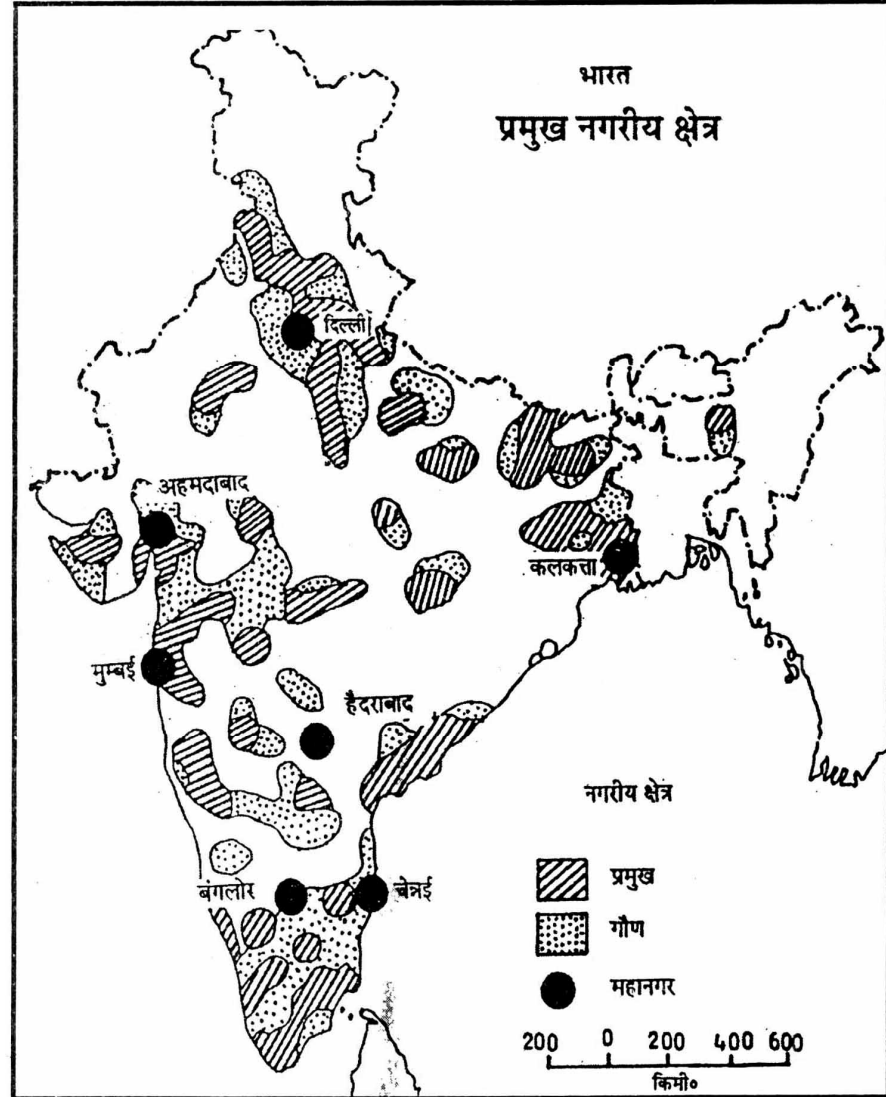 भारत
प्रमुख नगरीय क्षेत्र
दिल्ली
अहमदाबाद
कलकत्ता
मुम्बई
हैदराबाद
बंगलोर
चेन्नई
नगरीय क्षेत्र
प्रमुख
गौण
महानगर
200 0 200 400 600
किमी०